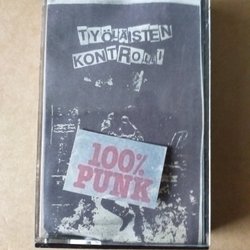 TYÖLÄISTEN
KONTROLLI
100%
PUNK